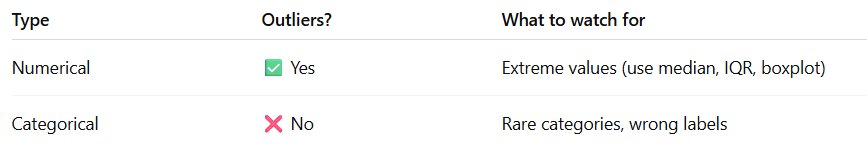 Type Outliers? What to watch for
Numerical ✅ Yes Extreme values (use median, IQR, boxplot)
Categorical ❌ No Rare categories, wrong labels